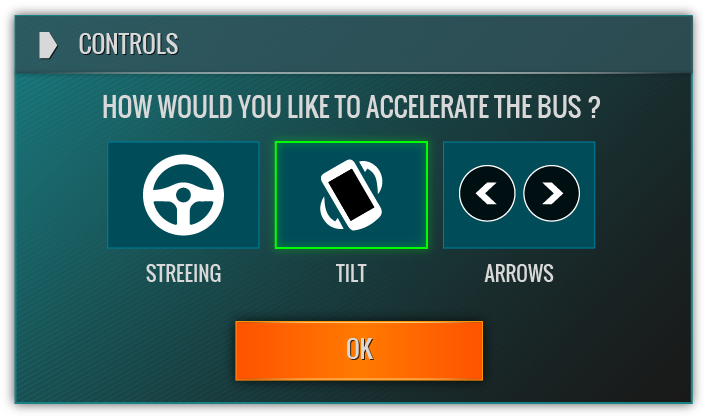 CONTROLS
HOW WOULD YOU LIKE TO ACCELERATE THE BUS ?
STREEING
TILT
ARROWS
OK